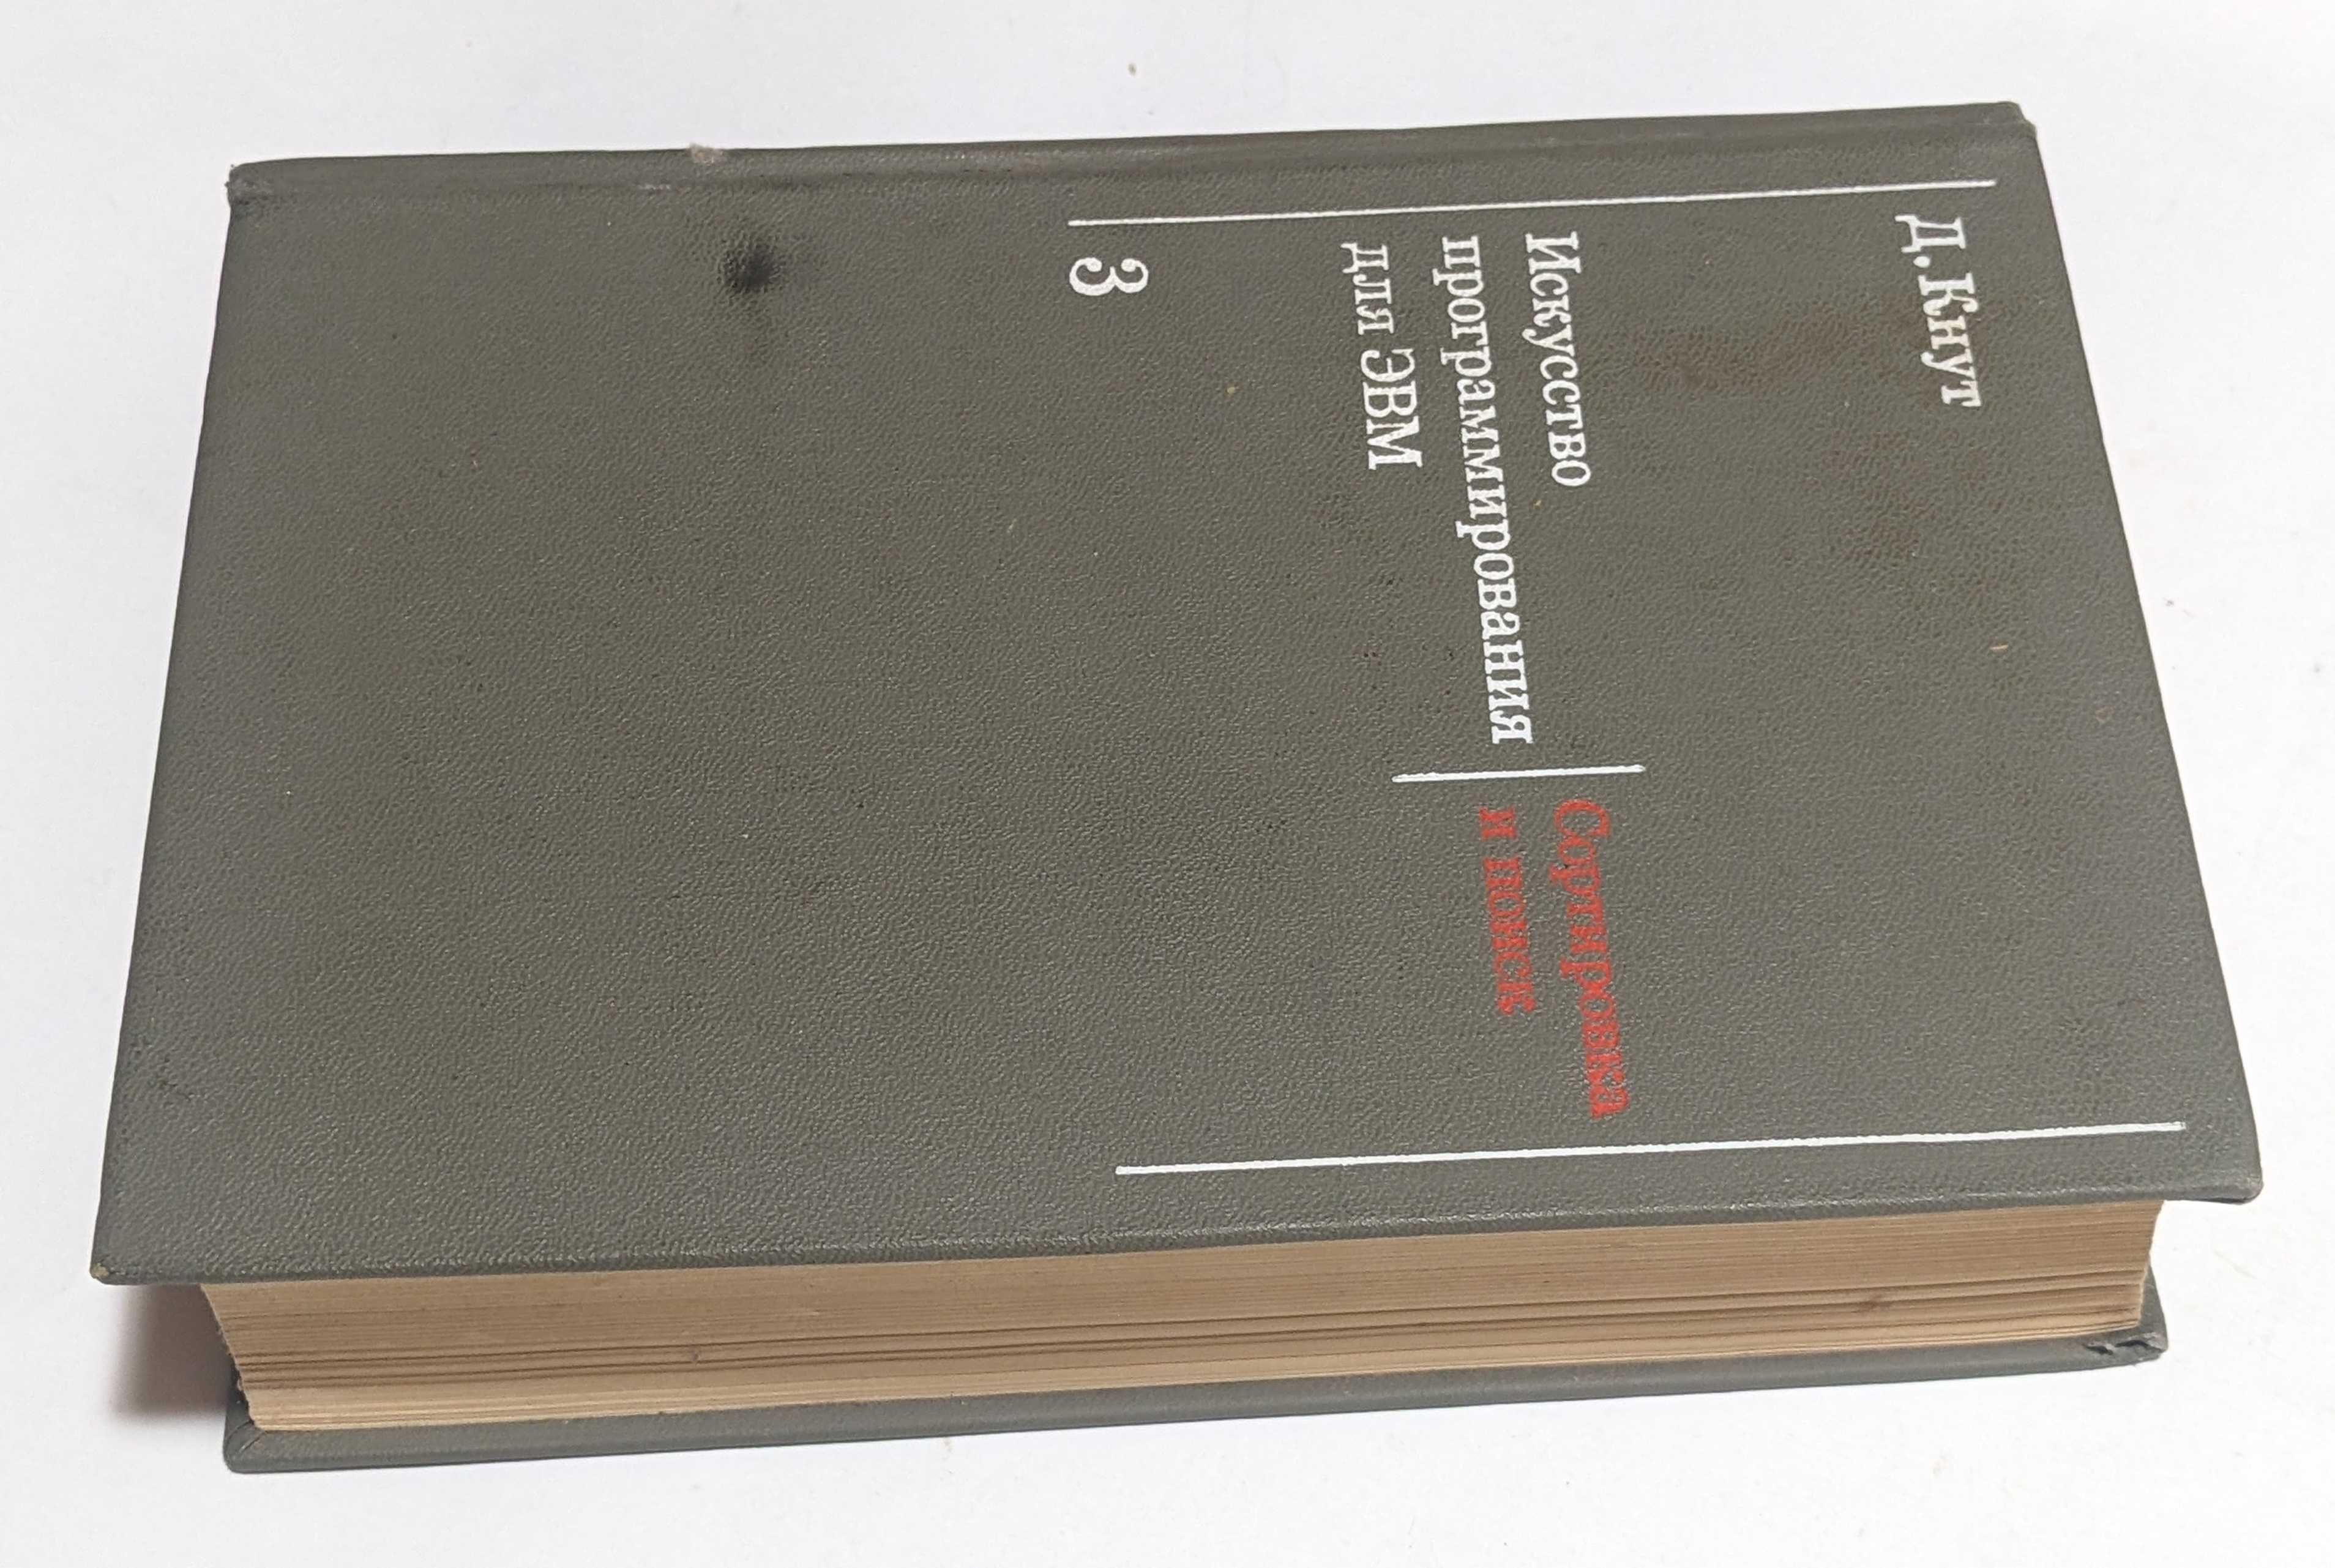 Д. Кнут
Искусство
программирования
для ЭВМ
Сортировка
и поиск
3